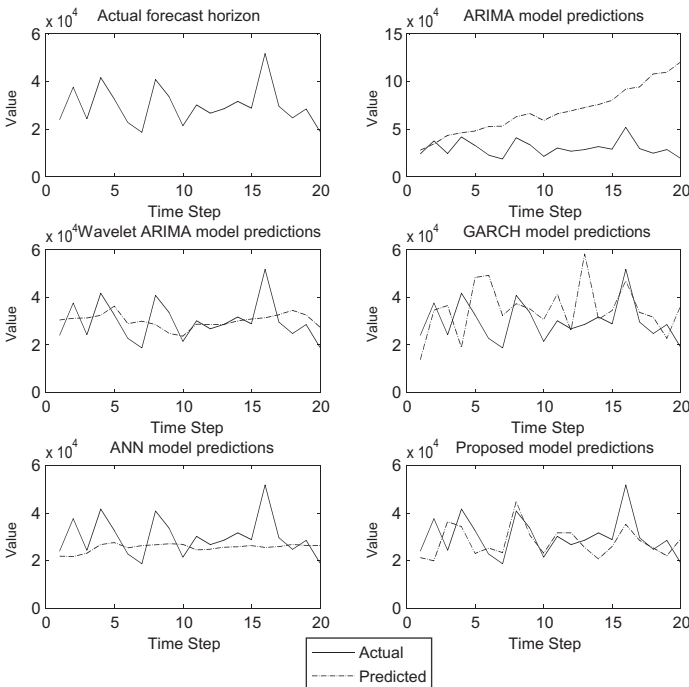 Actual forecast horizon
x 10^4
6
4
2
0
0 5 10 15 20
Value
Time Step
ARIMA model predictions
x 10^4
15
10
5
0
0 5 10 15 20
Value
Time Step
Wavelet ARIMA model predictions
x 10^4
6
4
2
0
0 5 10 15 20
Value
Time Step
GARCH model predictions
x 10^4
6
4
2
0
0 5 10 15 20
Value
Time Step
ANN model predictions
x 10^4
6
4
2
0
0 5 10 15 20
Value
Time Step
Proposed model predictions
x 10^4
6
4
2
0
0 5 10 15 20
Value
Time Step
Actual
Predicted